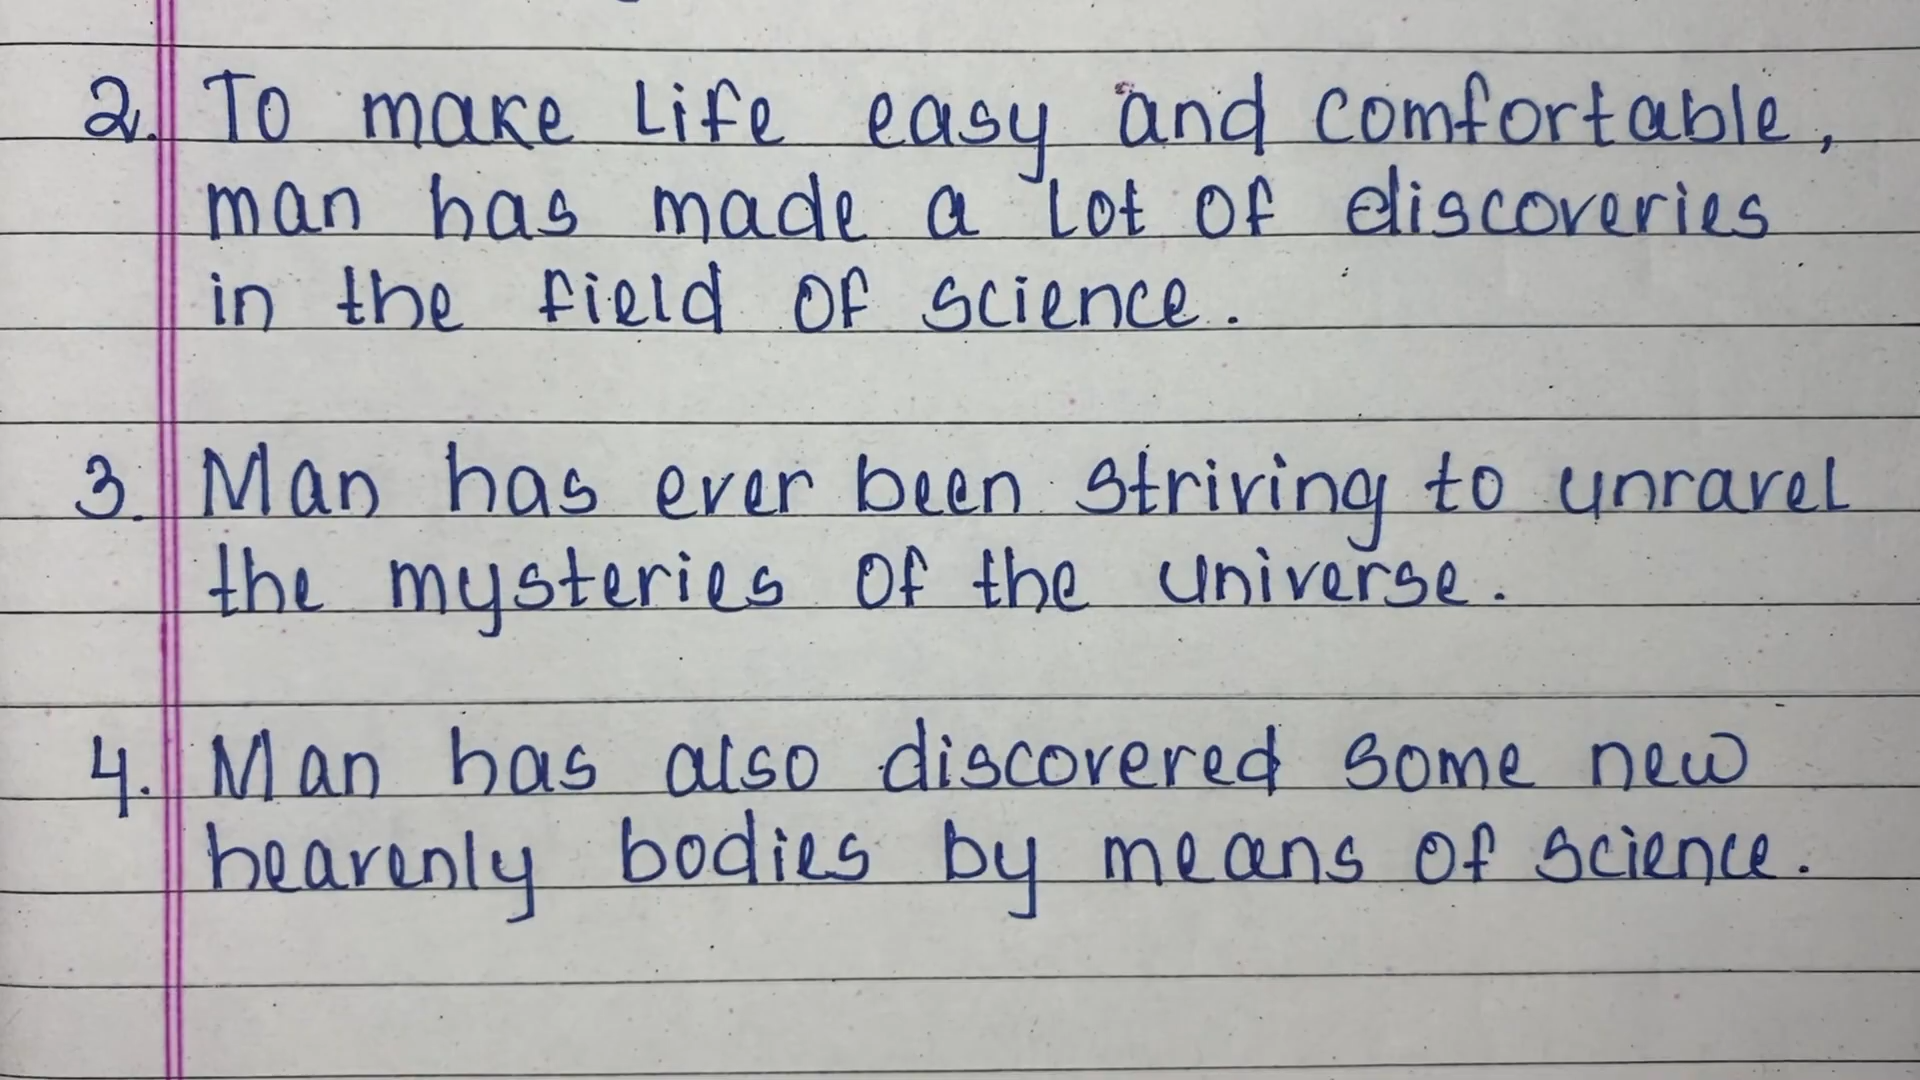 2. To make life easy and comfortable,
man has made a lot of discoveries
in the field of science.
3. Man has ever been striving to unravel
the mysteries of the universe.
4. Man has also discovered some new
heavenly bodies by means of science.